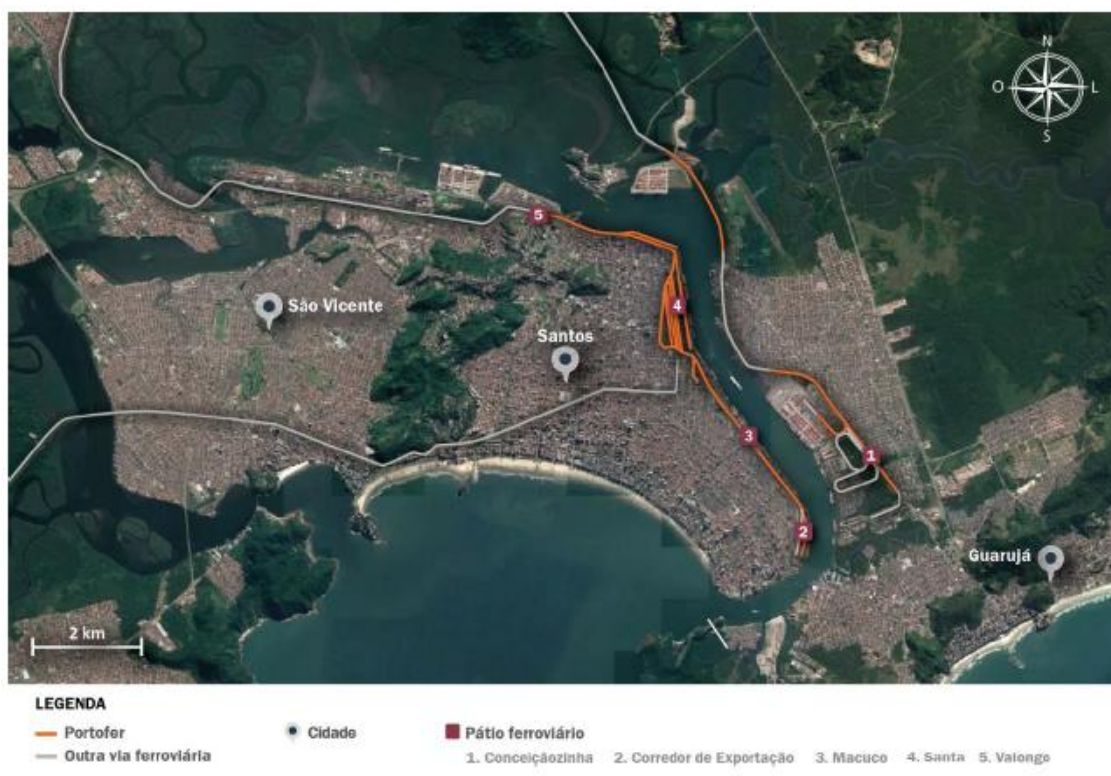 N
O L
S
5
São Vicente
4
Santos
3
1
2
Guarujá
2 km
LEGENDA
Portofer Cidade Pátio ferroviário
Outra via ferroviária 1. Conceiçãozinha 2. Corredor de Exportação 3. Macuco 4. Santa 5. Valongo